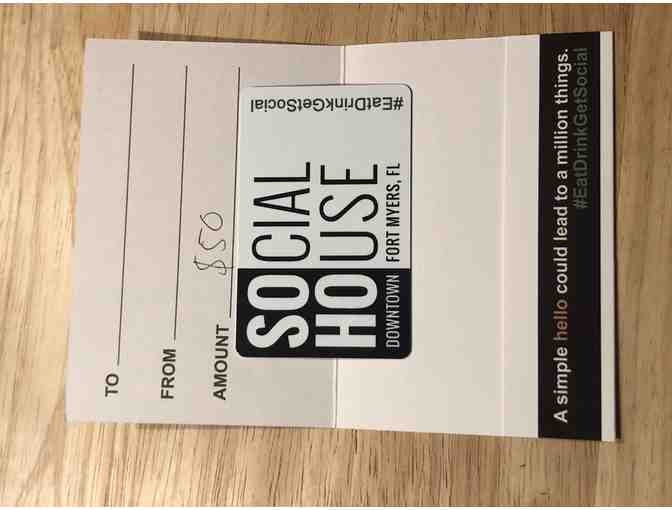 TO
FROM
AMOUNT $50
#EatDrinkGetSocial
SOCIAL
HOUSE
DOWNTOWN FORT MYERS, FL
A simple hello could lead to a million things.
#EatDrinkGetSocial